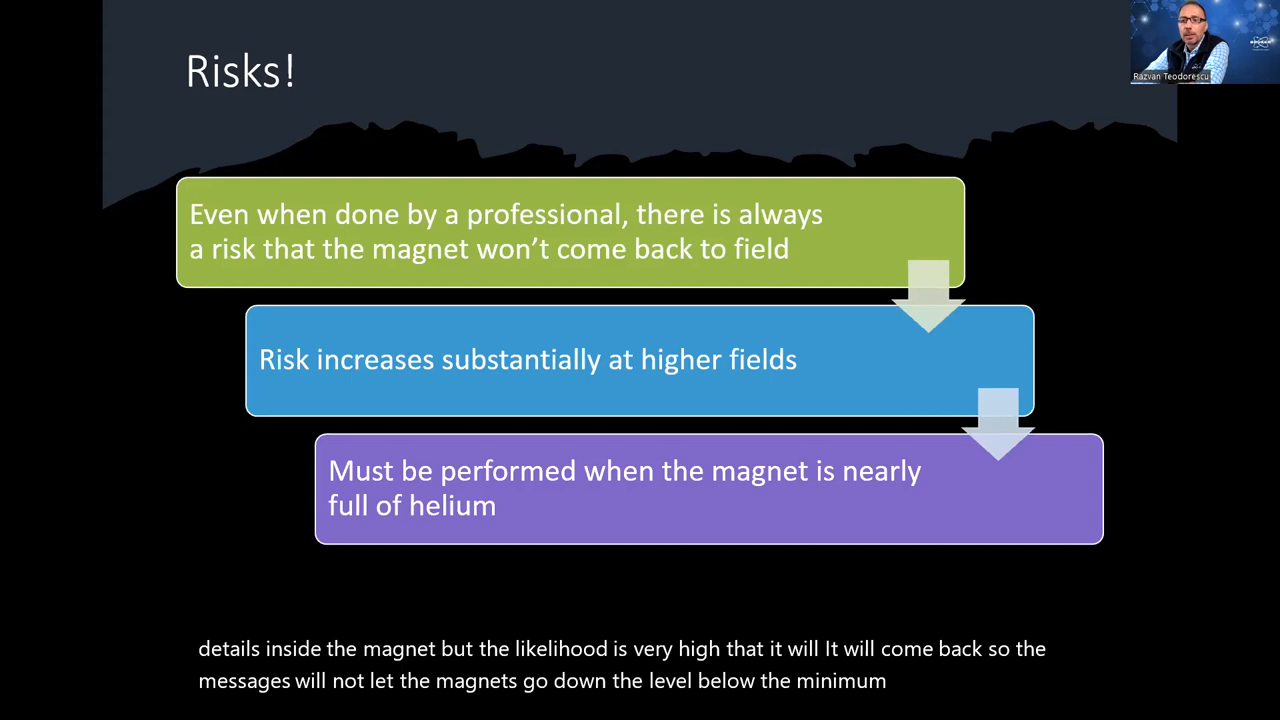 Risks!
Razvan Teodorescu
Even when done by a professional, there is always
a risk that the magnet won’t come back to field
Risk increases substantially at higher fields
Must be performed when the magnet is nearly
full of helium
details inside the magnet but the likelihood is very high that it will It will come back so the
messages will not let the magnets go down the level below the minimum